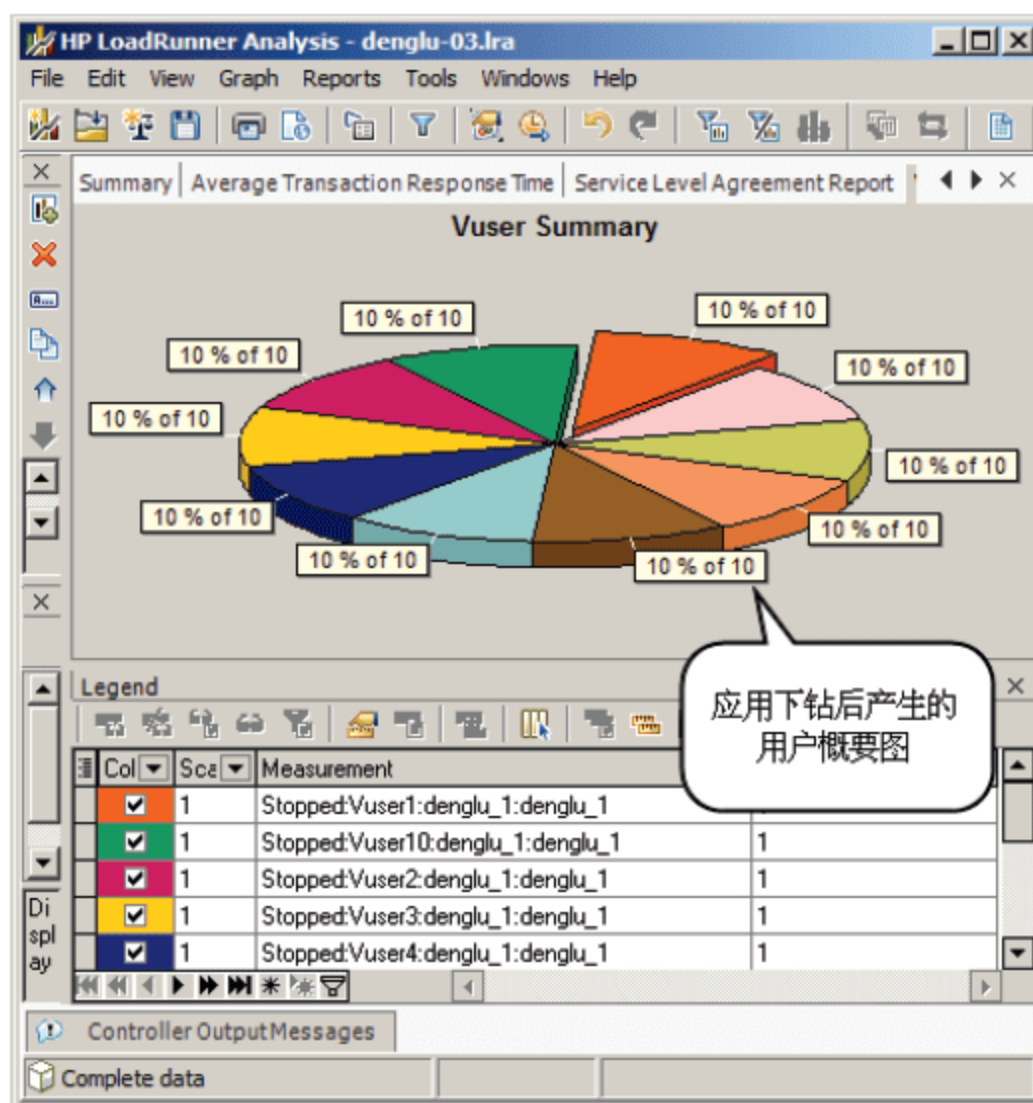 HP LoadRunner Analysis - denglu-03.lra
File Edit View Graph Reports Tools Windows Help
Summary Average Transaction Response Time Service Level Agreement Report
Vuser Summary
10 % of 10
10 % of 10
10 % of 10
10 % of 10
10 % of 10
10 % of 10
10 % of 10
10 % of 10
10 % of 10
10 % of 10
应用下钻后产生的
用户概要图
Legend
Col Sca Measurement
1 Stopped:Vuser1:denglu_1:denglu_1 1
1 Stopped:Vuser10:denglu_1:denglu_1 1
1 Stopped:Vuser2:denglu_1:denglu_1 1
1 Stopped:Vuser3:denglu_1:denglu_1 1
1 Stopped:Vuser4:denglu_1:denglu_1 1
Di
spl
ay
Controller Output Messages
Complete data